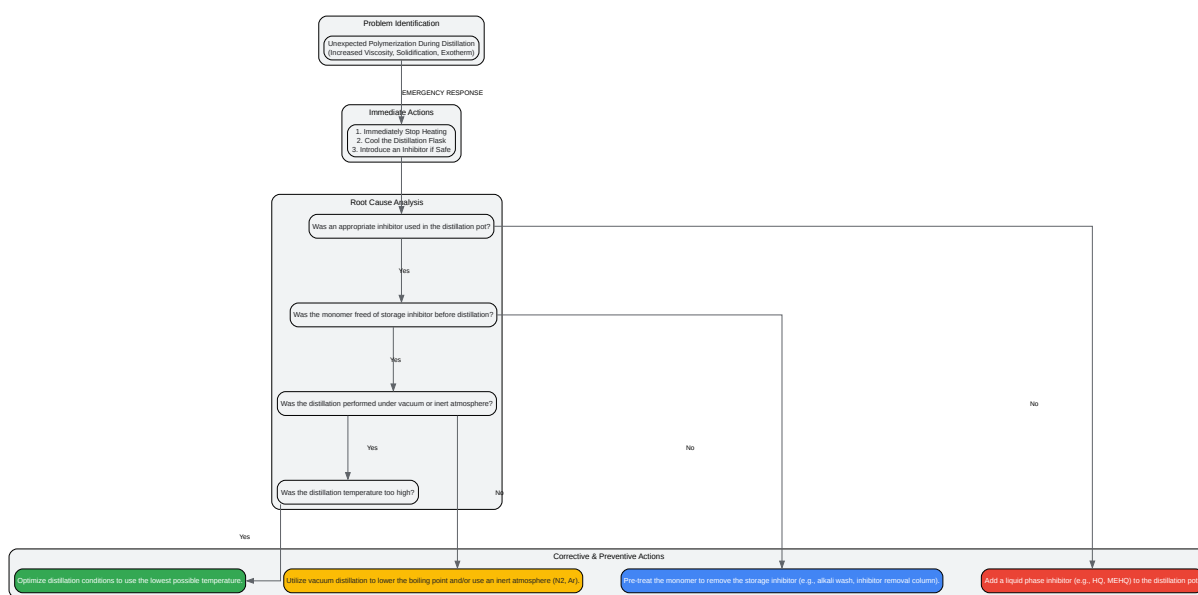 Problem Identification
Unexpected Polymerization During Distillation
(Increased Viscosity, Solidification, Exotherm)
EMERGENCY RESPONSE
Immediate Actions
1. Immediately Stop Heating
2. Cool the Distillation Flask
3. Introduce an Inhibitor if Safe
Root Cause Analysis
Was an appropriate inhibitor used in the distillation pot?
Yes
Was the monomer freed of storage inhibitor before distillation?
Yes
Was the distillation performed under vacuum or inert atmosphere?
No
Yes
No
Was the distillation temperature too high?
No
Yes
Corrective & Preventive Actions
Optimize distillation conditions to use the lowest possible temperature.
Utilize vacuum distillation to lower the boiling point and/or use an inert atmosphere (N2, Ar).
Pre-treat the monomer to remove the storage inhibitor (e.g., alkali wash, inhibitor removal column).
Add a liquid phase inhibitor (e.g., HQ, MEHQ) to the distillation pot